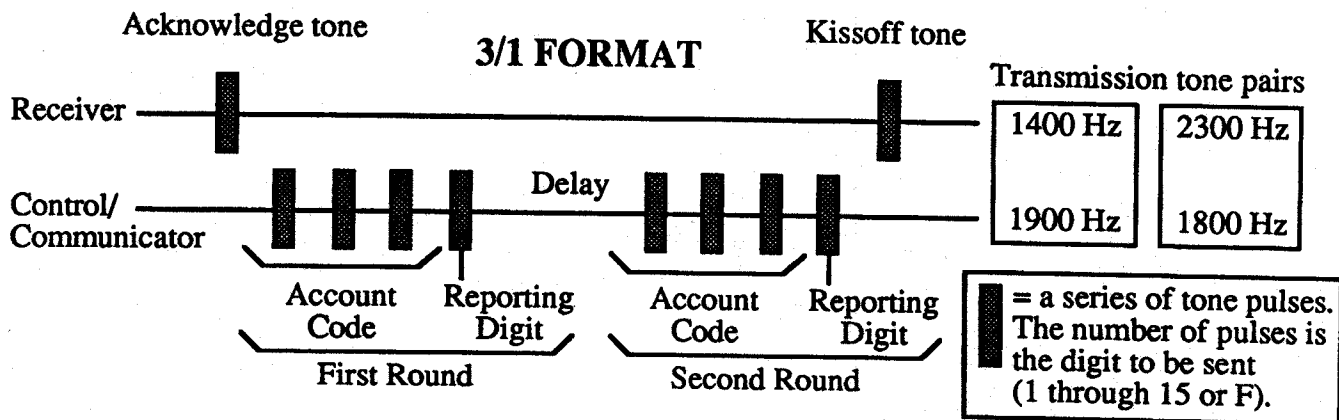 Acknowledge tone
3/1 FORMAT
Kissoff tone
Transmission tone pairs
Receiver
1400 Hz
2300 Hz
Control/
Communicator
Delay
1900 Hz
1800 Hz
Account
Code
Reporting
Digit
Account
Code
Reporting
Digit
First Round
Second Round
= a series of tone pulses.
The number of pulses is
the digit to be sent
(1 through 15 or F).